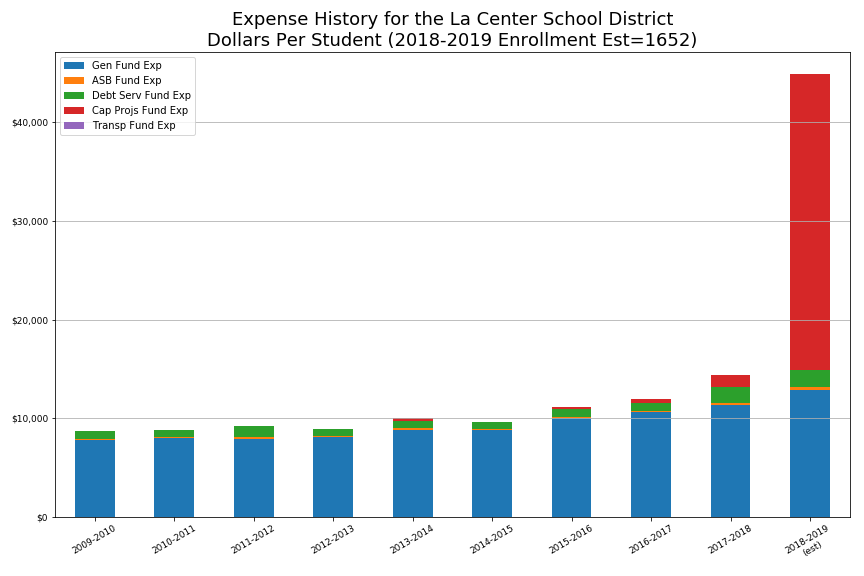 Expense History for the La Center School District
Dollars Per Student (2018-2019 Enrollment Est=1652)
Gen Fund Exp
ASB Fund Exp
Debt Serv Fund Exp
Cap Projs Fund Exp
Transp Fund Exp
$40,000
$30,000
$20,000
$10,000
$0
2009-2010
2010-2011
2011-2012
2012-2013
2013-2014
2014-2015
2015-2016
2016-2017
2017-2018
2018-2019
(est)